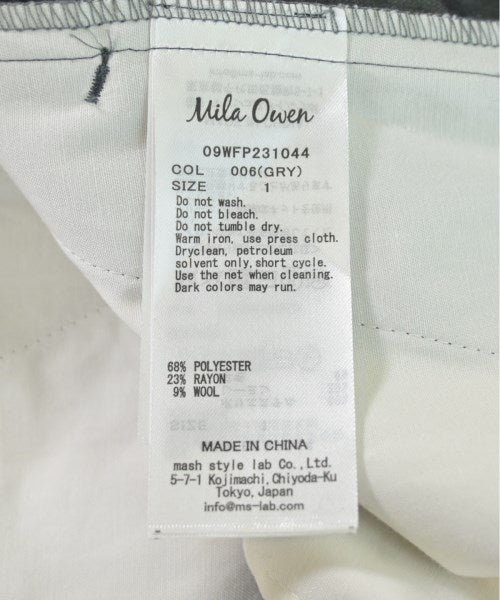 Mila Owen
09WFP231044
COL 006(GRY)
SIZE 1
Do not wash.
Do not bleach.
Do not tumble dry.
Warm iron, use press cloth.
Dryclean, petroleum
solvent only, short cycle.
Use the net when cleaning.
Dark colors may run.
68% POLYESTER
23% RAYON
9% WOOL
MADE IN CHINA
mash style lab Co.,Ltd.
5-7-1 Kojimachi,Chiyoda-Ku
Tokyo,Japan
info@ms-lab.com